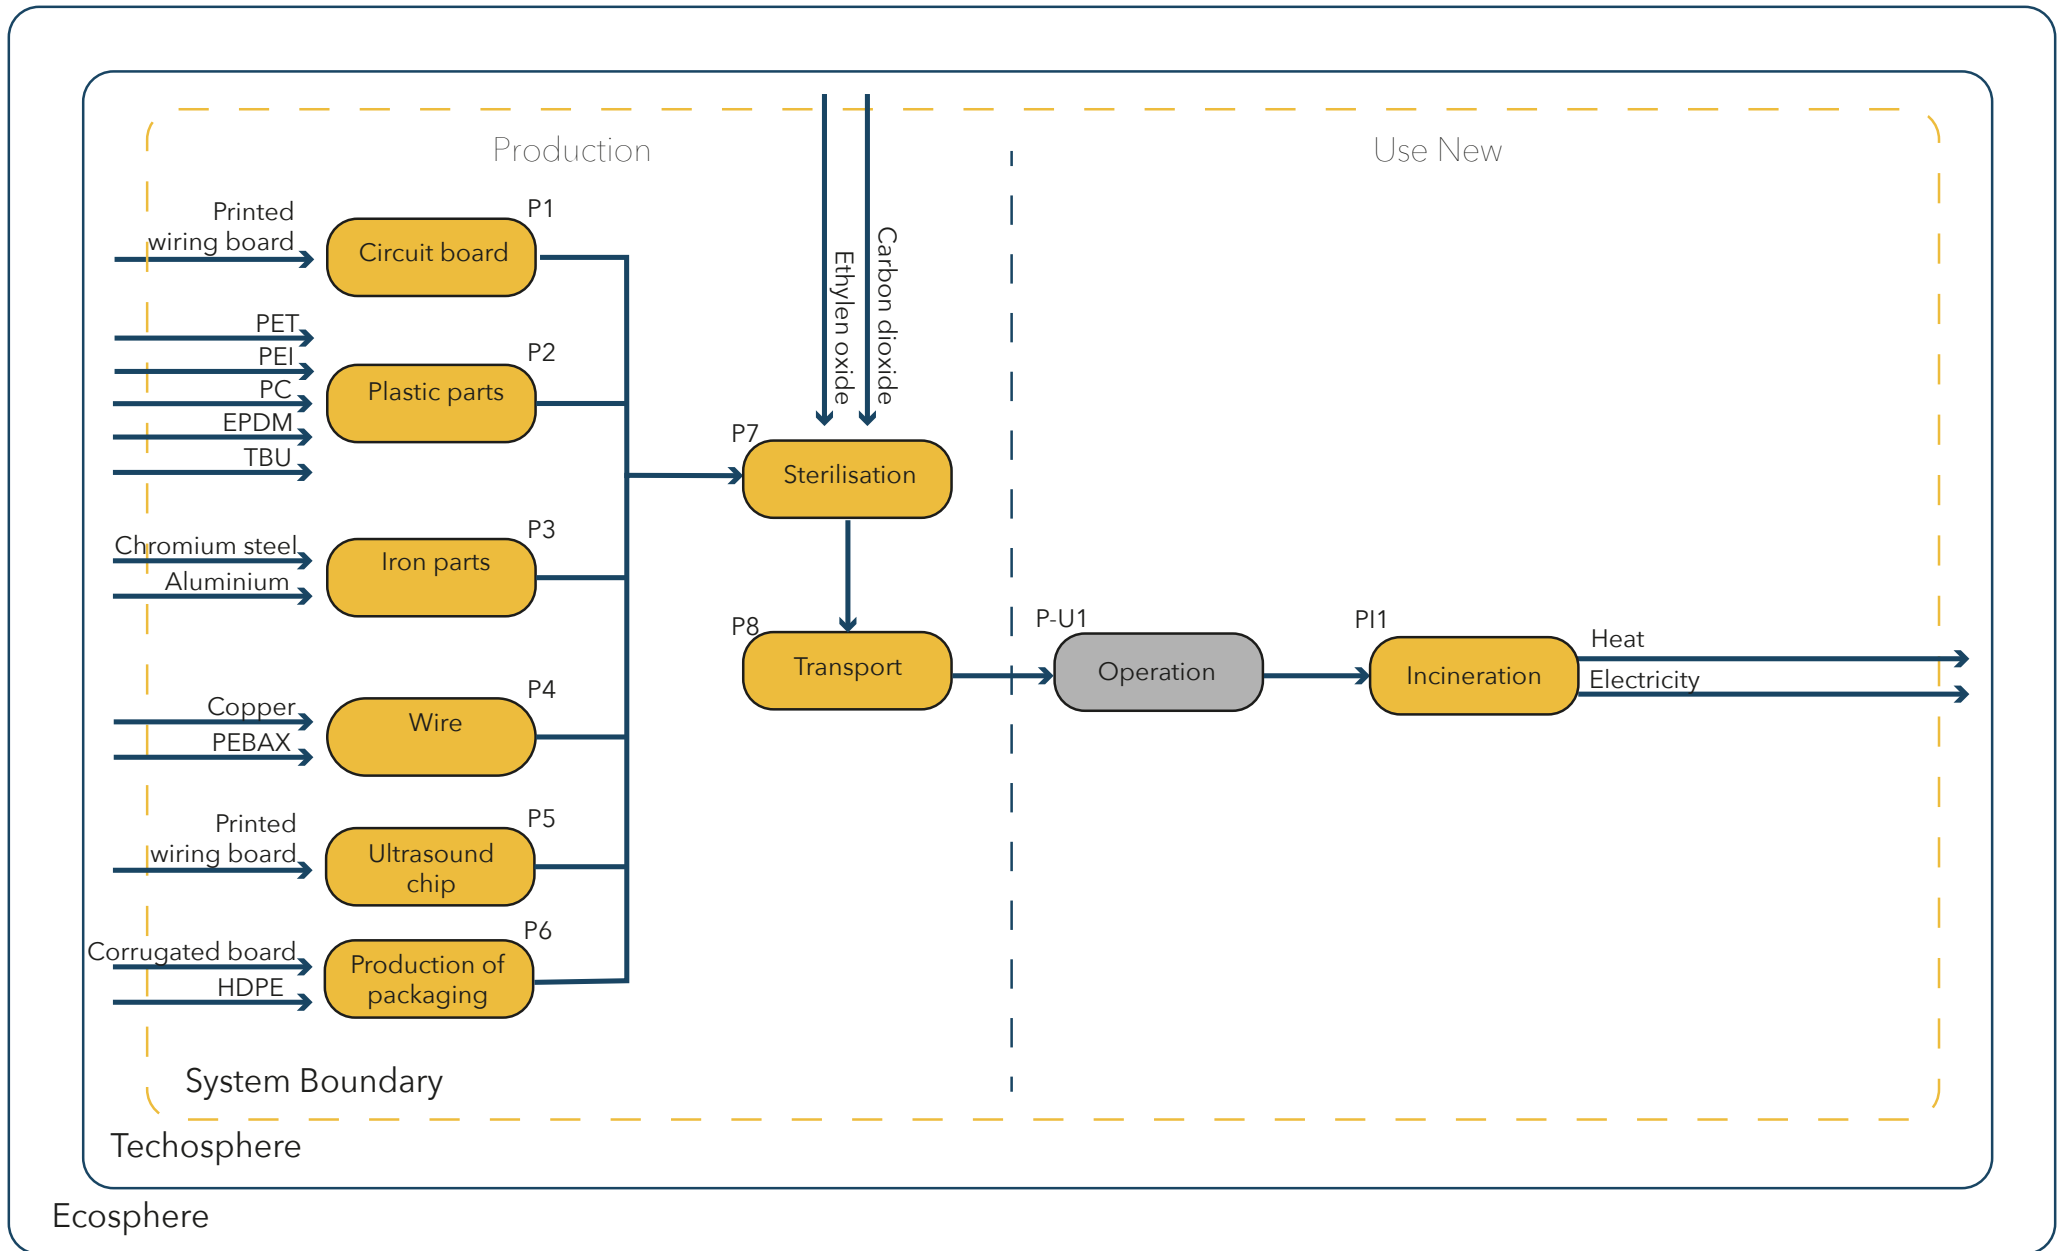 Production
Use New
Printed
wiring board
P1
Circuit board
PET
PEI
PC
EPDM
TBU
P2
Plastic parts
Ethylen oxide
Carbon dioxide
P7
Sterilisation
Chromium steel
Aluminium
P3
Iron parts
P8
Transport
P-U1
Operation
PI1
Incineration
Heat
Electricity
Copper
PEBAX
P4
Wire
Printed
wiring board
P5
Ultrasound
chip
Corrugated board
HDPE
P6
Production of
packaging
System Boundary
Techosphere
Ecosphere